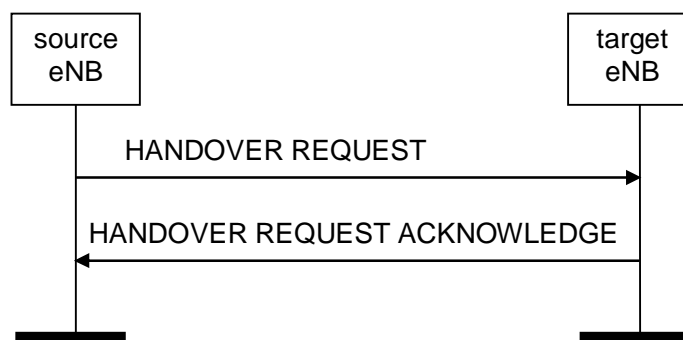 source
eNB
target
eNB
HANDOVER REQUEST
HANDOVER REQUEST ACKNOWLEDGE